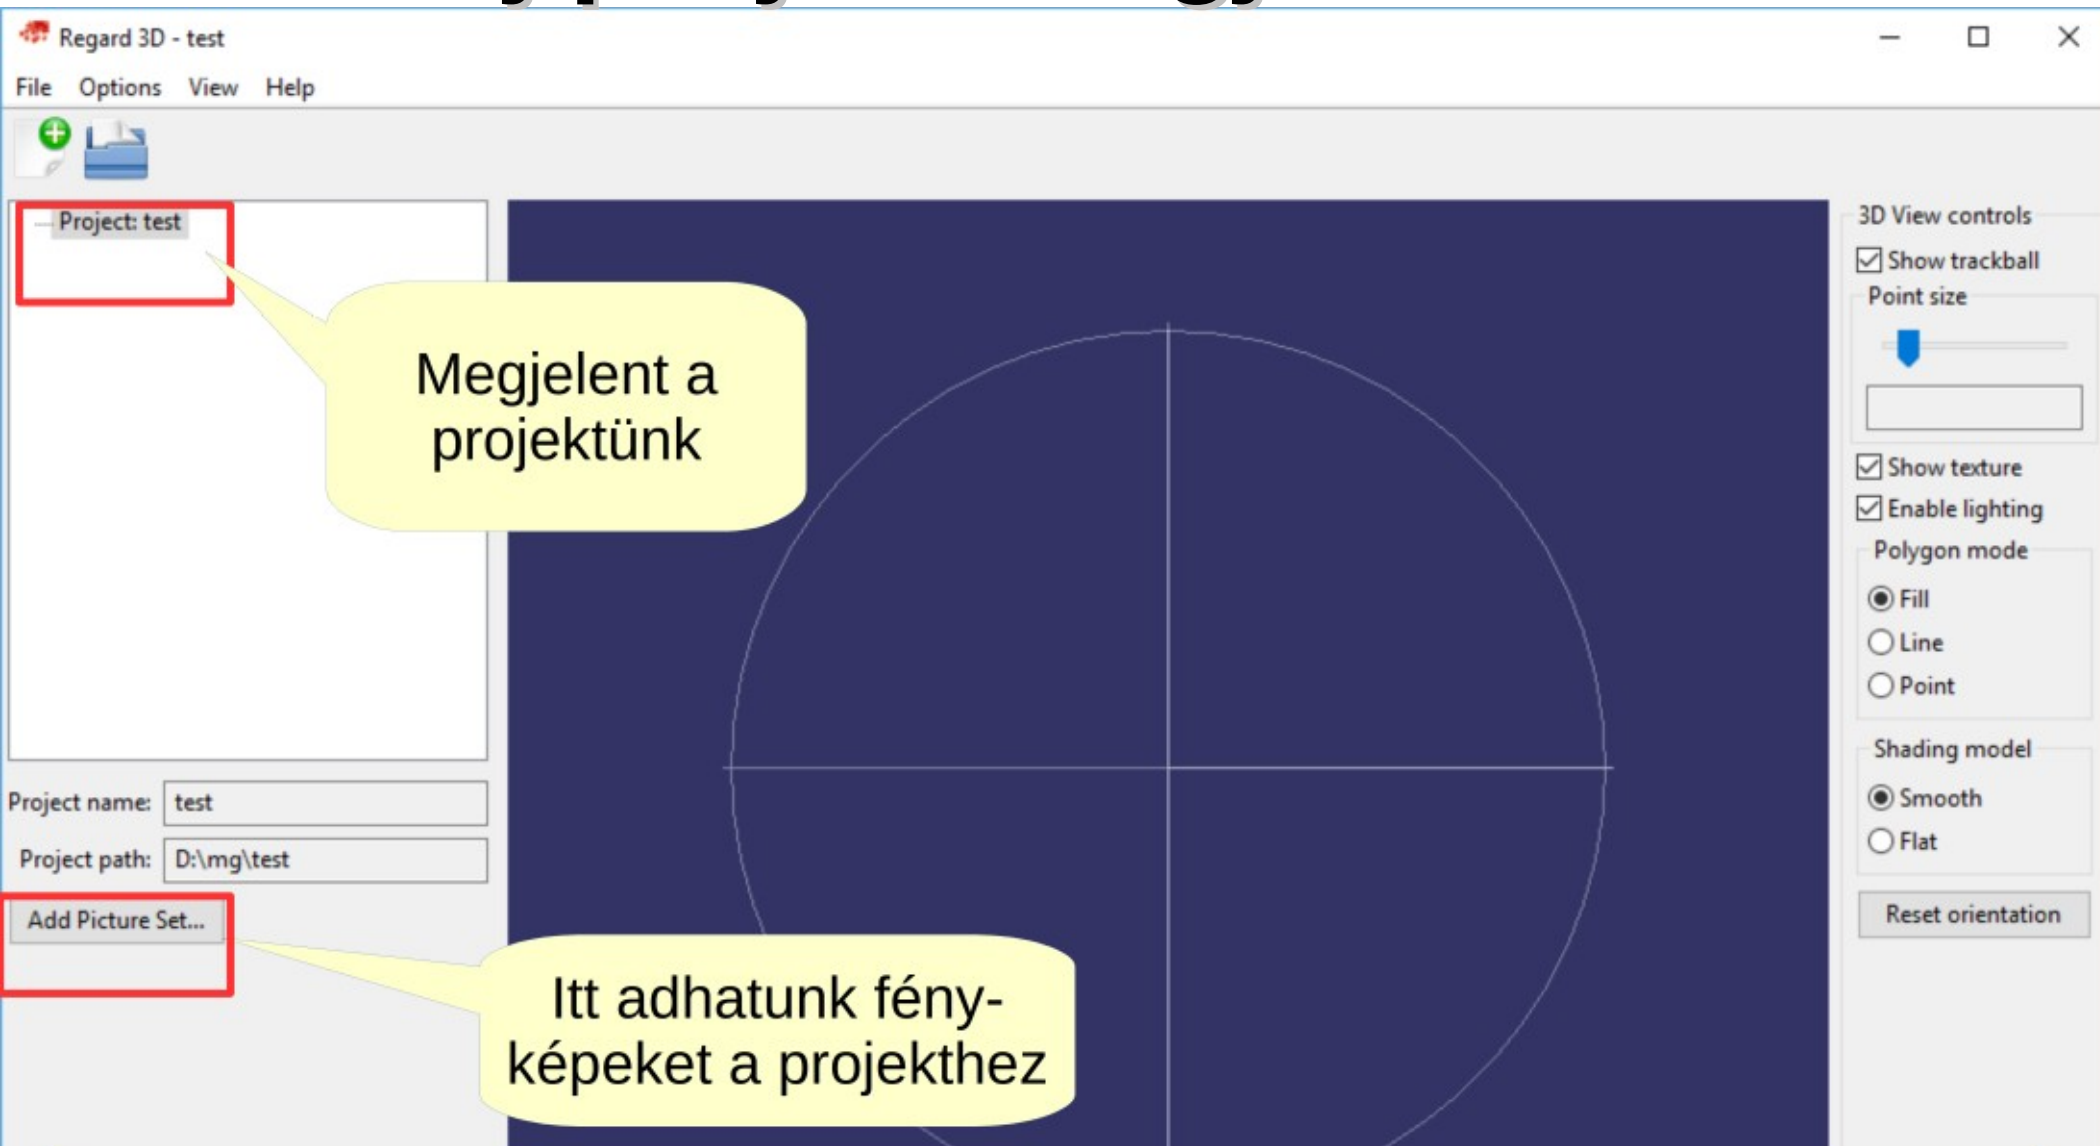 Regard 3D - test
File Options View Help
Project: test
Megjelent a
projektünk
Project name: test
Project path: D:\mg\test
Add Picture Set...
Itt adhatunk fény-
képeket a projekthez
3D View controls
Show trackball
Point size
Show texture
Enable lighting
Polygon mode
Fill
Line
Point
Shading model
Smooth
Flat
Reset orientation